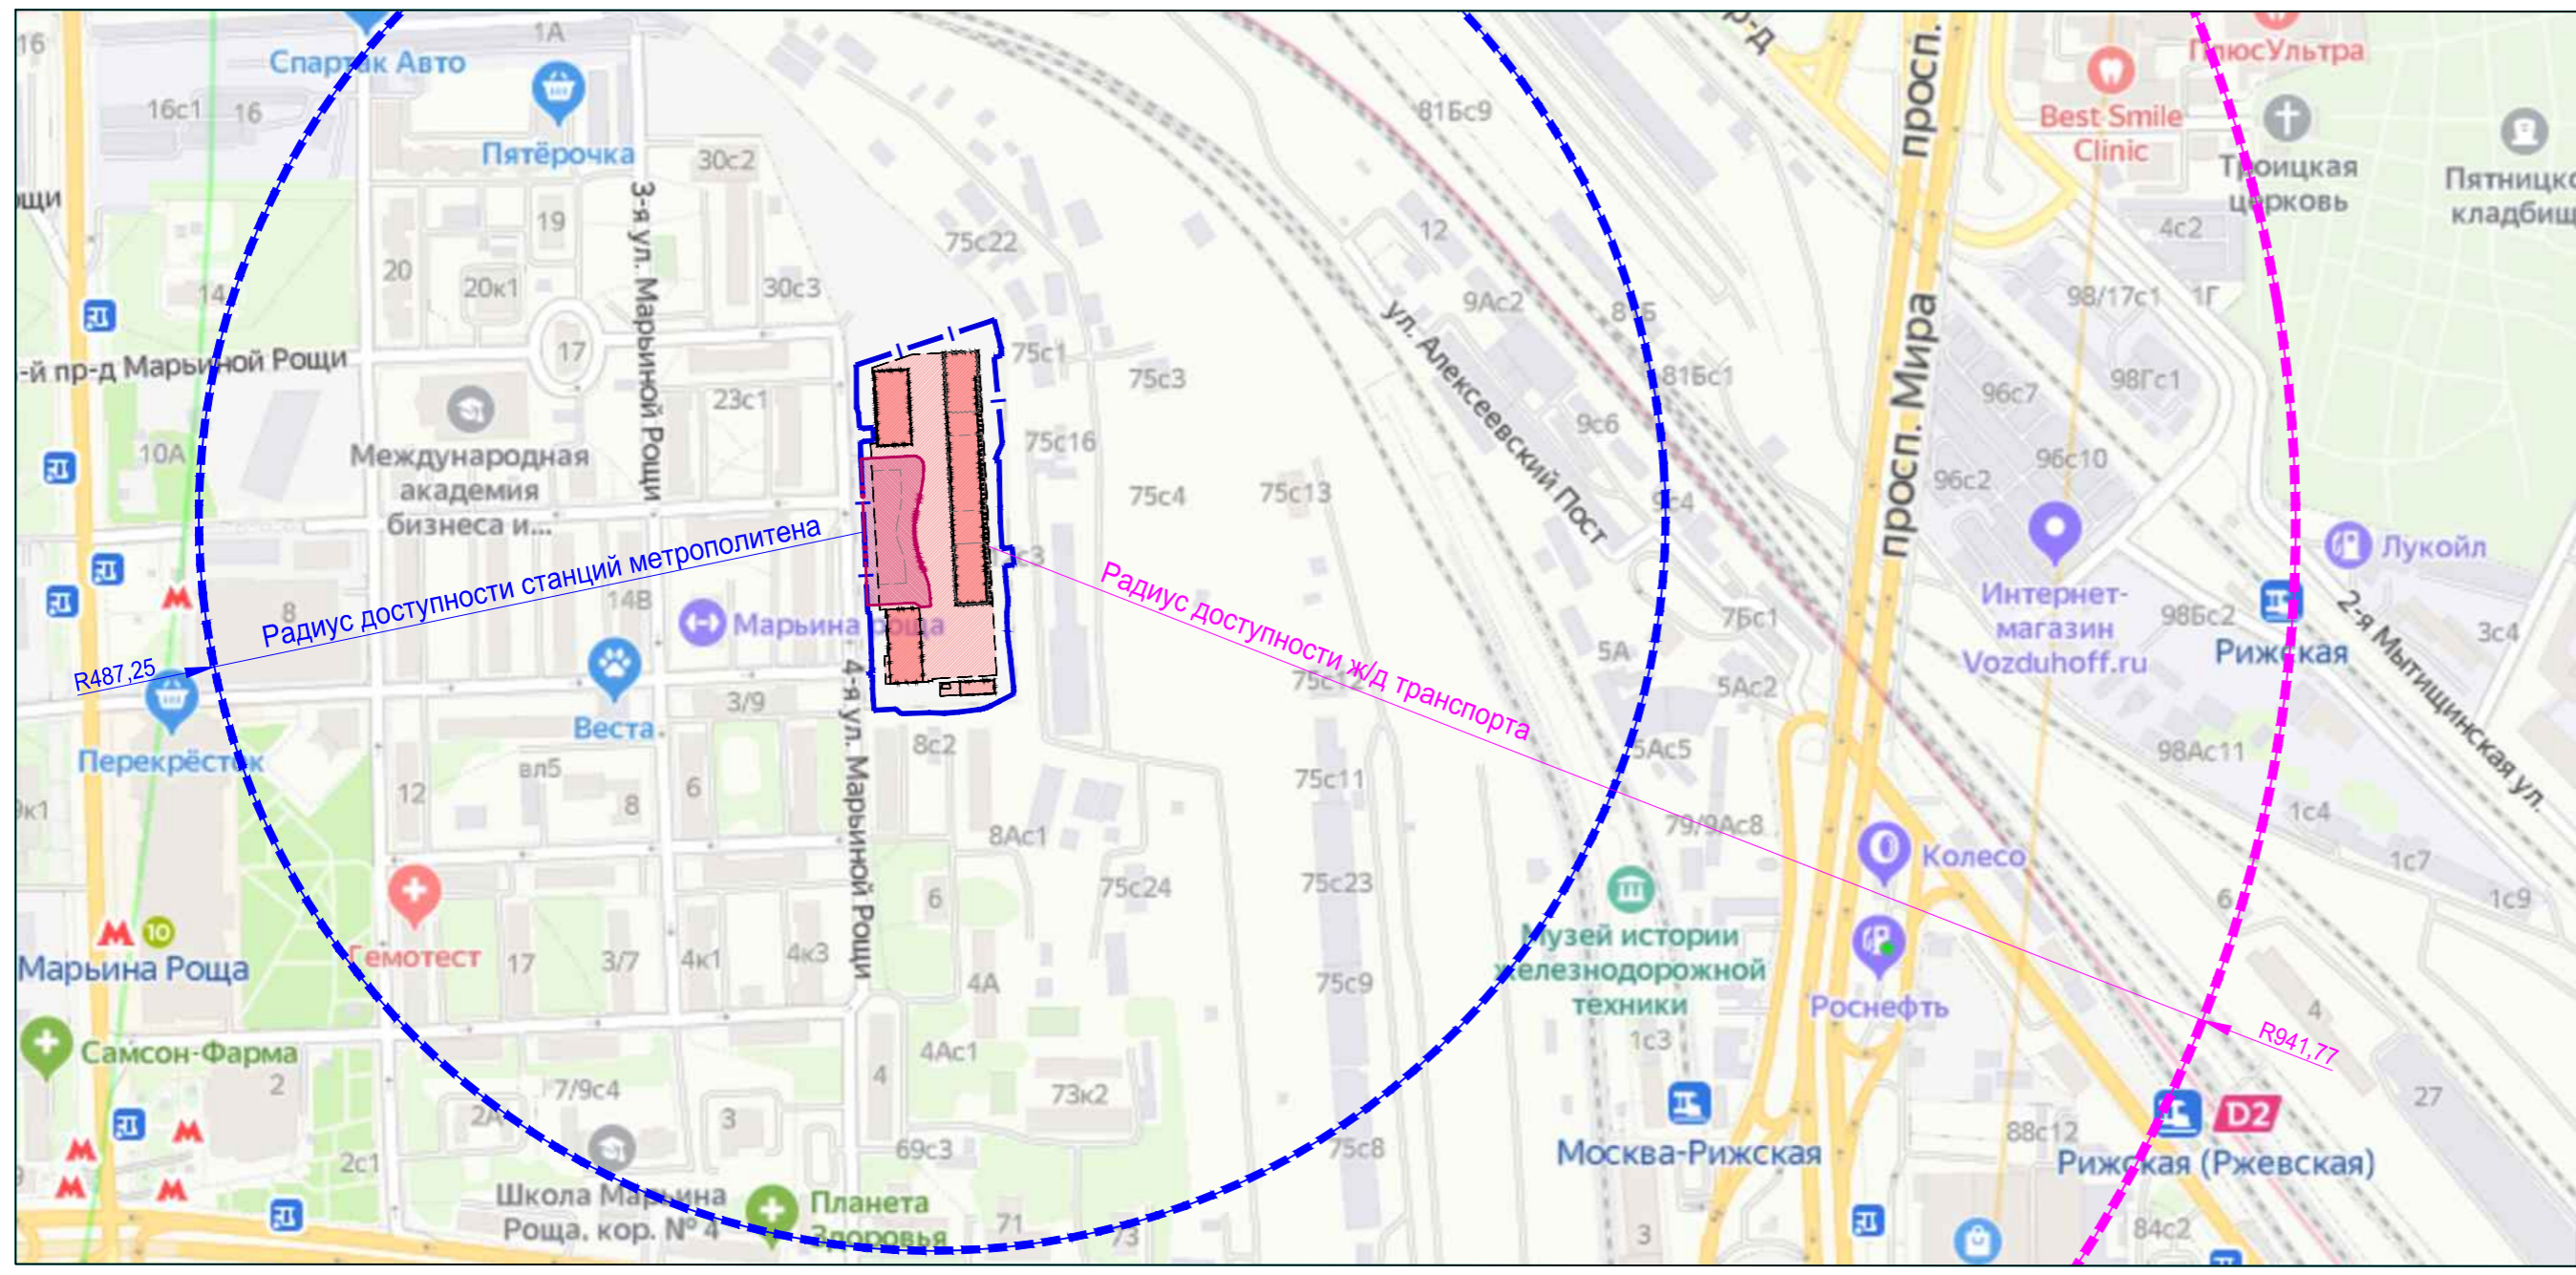 16
Спартак Авто
1А
16с1
16
Пятёрочка
30с2
ощи
3-я ул. Марьиной Рощи
19
20
20к1
14
30с3
17
-й пр-д Марьиной Рощи
23с1
10А
Международная
академия
бизнеса и...
Радиус доступности станций метрополитена
R487,25
8
14В
Марьина роща
Перекрёсток
Веста
3/9
4-я ул. Марьиной Рощи
9к1
12
вл5
8
6
8с2
8Ас1
Гемотест
17
3/7
4к1
4к3
6
4А
10
Марьина Роща
Самсон-Фарма
2
2А
7/9с4
3
4
4Ас1
73к2
2с1
69с3
Школа Марьина
Роща, кор. № 4
Планета
Здоровья
71
73
75с22
75с1
75с3
75с16
75с4
75с13
75с12
75с11
75с24
75с23
75с9
75с8
Радиус доступности ж/д транспорта
R941,77
81Бс9
12
9Ас2
ул. Алексеевский Пост
81Бс1
9с6
9с4
7Бс1
5А
5Ас2
5Ас5
79/9Ас8
Музей истории
железнодорожной
техники
1с3
Москва-Рижская
3
р-д
просп.
просп. Мира
ПлюсУльтра
Best Smile
Clinic
Троицкая
церковь
Пятницко
кладбищ
4с2
98/17с1
1Г
96с7
98Гс1
96с10
96с2
Интернет-
магазин
Vozduhoff.ru
Лукойл
98Бс2
Рижская
2-я Мытищинская ул.
3с4
98Ас11
1с4
1с7
1с9
Колесо
6
Роснефть
4
27
D2
88с12
Рижская (Ржевская)
84с2